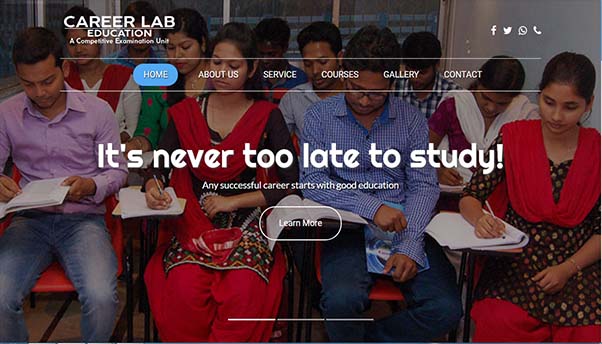 CAREER LAB
EDUCATION
A Competitive Examination Unit
HOME ABOUT US SERVICE COURSES GALLERY CONTACT
It's never too late to study!
Any successful career starts with good education
Learn More